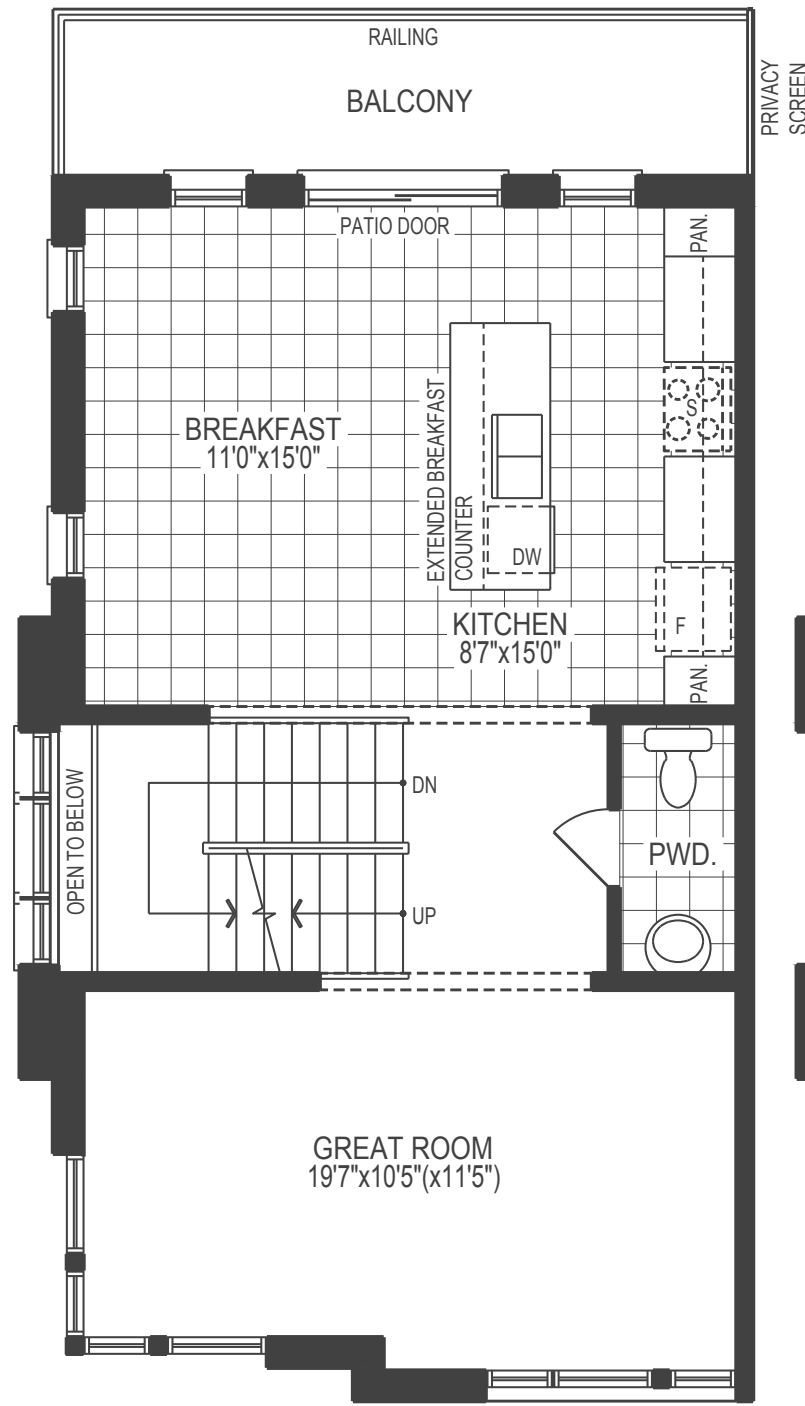 RAILING
BALCONY
PRIVACY
SCREEN
PATIO DOOR
PAN.
S
BREAKFAST
11'0"x15'0"
EXTENDED BREAKFAST
COUNTER
DW
F
KITCHEN
8'7"x15'0"
PAN.
OPEN TO BELOW
DN
UP
PWD.
GREAT ROOM
19'7"x10'5"(x11'5")